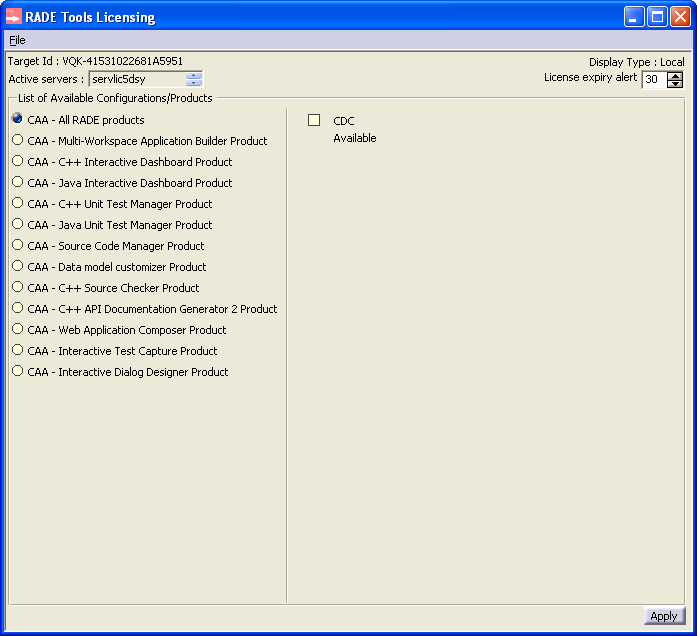 RADE Tools Licensing
File
Target Id : VQK-41531022681A5951
Display Type : Local
Active servers : servlic5dsy
License expiry alert 30
List of Available Configurations/Products
CAA - All RADE products
CAA - Multi-Workspace Application Builder Product
CAA - C++ Interactive Dashboard Product
CAA - Java Interactive Dashboard Product
CAA - C++ Unit Test Manager Product
CAA - Java Unit Test Manager Product
CAA - Source Code Manager Product
CAA - Data model customizer Product
CAA - C++ Source Checker Product
CAA - C++ API Documentation Generator 2 Product
CAA - Web Application Composer Product
CAA - Interactive Test Capture Product
CAA - Interactive Dialog Designer Product
CDC
Available
Apply